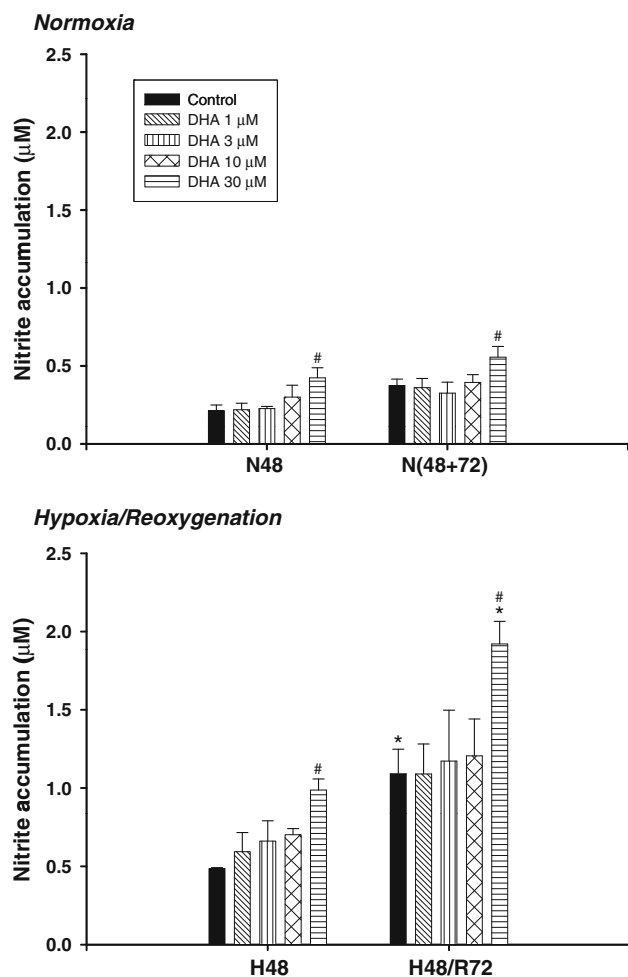 Normoxia
Nitrite accumulation (μM)
2.5
2.0
1.5
1.0
0.5
0.0
Control
DHA 1 μM
DHA 3 μM
DHA 10 μM
DHA 30 μM
#
#
N48
N(48+72)
Hypoxia/Reoxygenation
Nitrite accumulation (μM)
2.5
2.0
1.5
1.0
0.5
0.0
#
*
#
*
H48
H48/R72